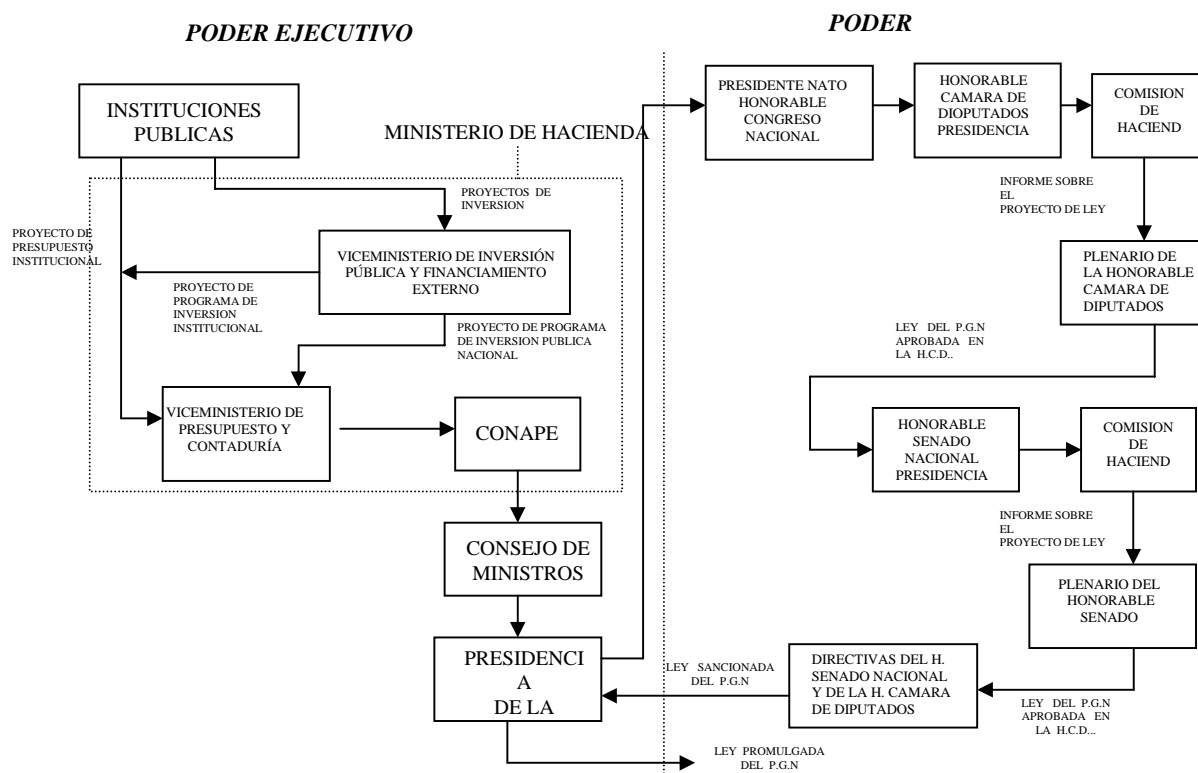 PODER EJECUTIVO
INSTITUCIONES
PUBLICAS
MINISTERIO DE HACIENDA
PROYECTOS DE
INVERSION
PROYECTO DE
PRESUPUESTO
INSTITUCIONAL
VICEMINISTERIO DE INVERSIÓN
PÚBLICA Y FINANCIAMIENTO
EXTERNO
PROYECTO DE
PROGRAMA DE
INVERSION
INSTITUCIONAL
PROYECTO DE PROGRAMA
DE INVERSION PUBLICA
NACIONAL
VICEMINISTERIO DE
PRESUPUESTO Y
CONTADURÍA
CONAPE
CONSEJO DE
MINISTROS
PRESIDENCI
A
DE LA
PODER
PRESIDENTE NATO
HONORABLE
CONGRESO
NACIONAL
HONORABLE
CAMARA DE
DIOPUTADOS
PRESIDENCIA
COMISION
DE
HACIEND
INFORME SOBRE
EL
PROYECTO DE LEY
PLENARIO DE
LA HONORABLE
CAMARA DE
DIPUTADOS
LEY DEL P.G.N
APROBADA EN
LA H.C.D..
HONORABLE
SENADO
NACIONAL
PRESIDENCIA
COMISION
DE
HACIEND
INFORME SOBRE
EL
PROYECTO DE LEY
PLENARIO DEL
HONORABLE
SENADO
LEY DEL P.G.N
APROBADA EN
LA H.C.D...
DIRECTIVAS DEL H.
SENADO NACIONAL
Y DE LA H. CAMARA
DE DIPUTADOS
LEY SANCIONADA
DEL P.G.N
LEY PROMULGADA
DEL P.G.N